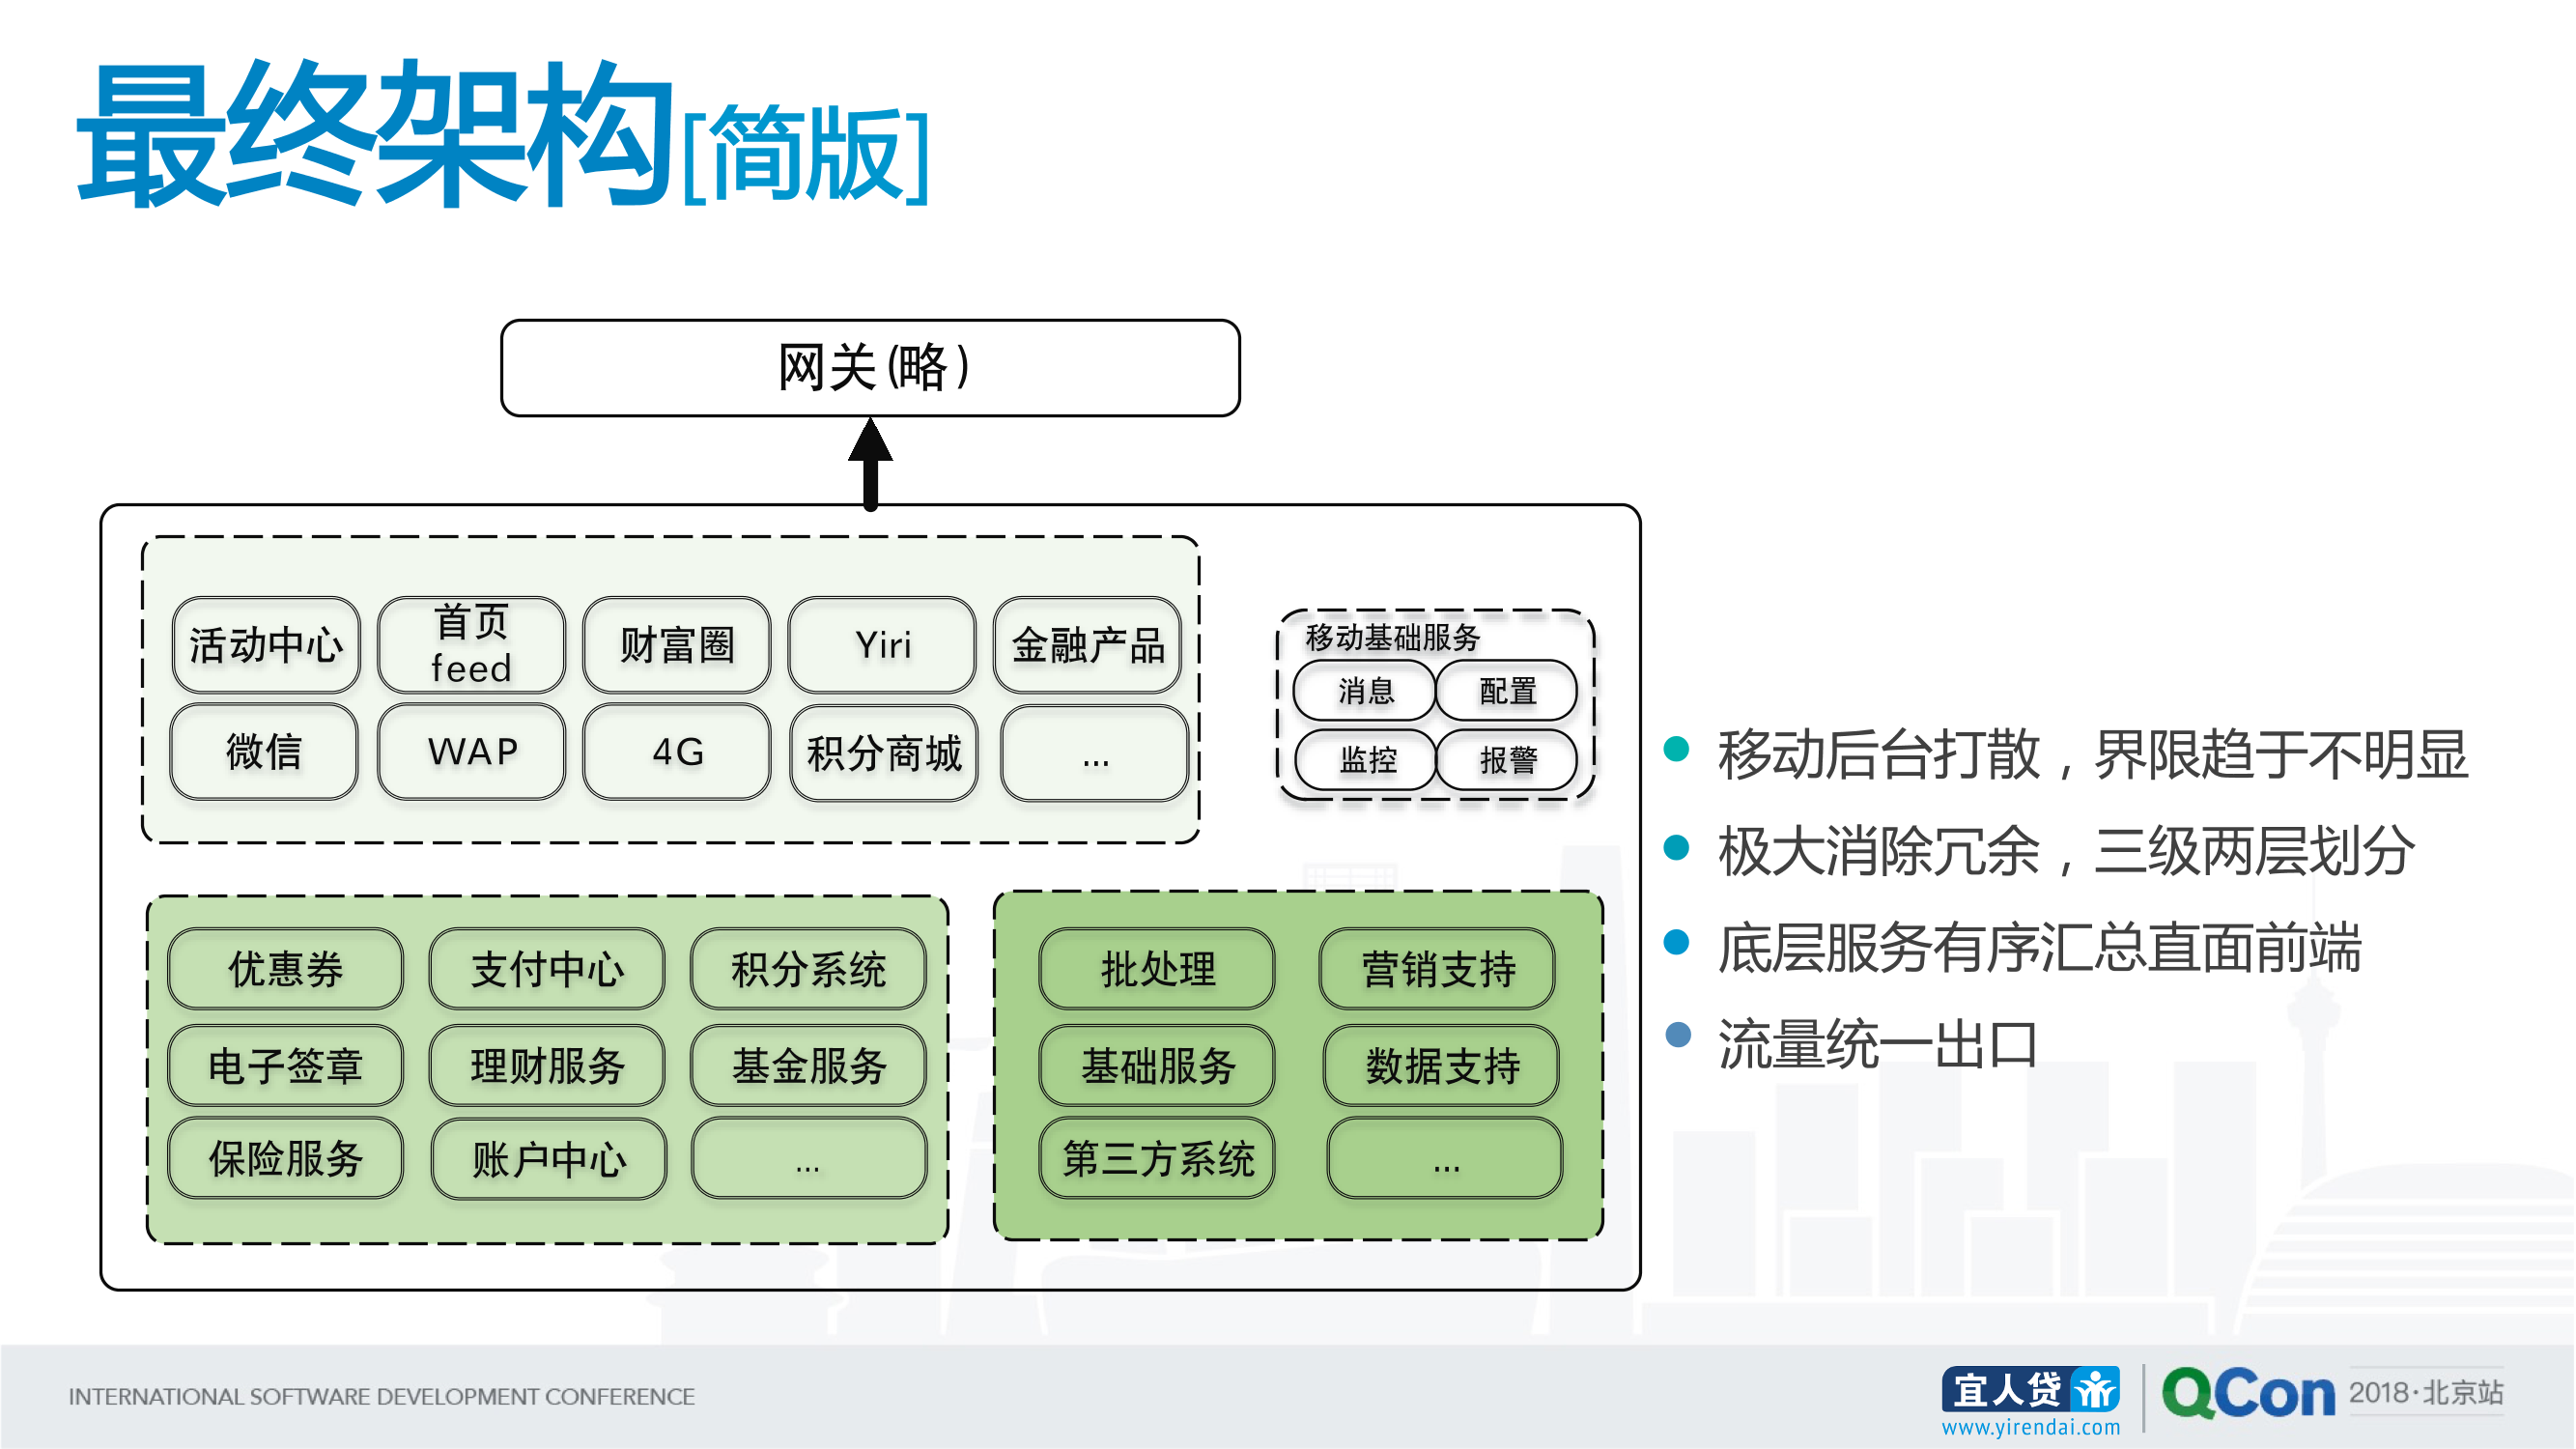 最终架构[简版]
网关(略)
活动中心
首页
feed
财富圈
Yiri
金融产品
微信
WAP
4G
积分商城
...
移动基础服务
消息
配置
监控
报警
优惠券
支付中心
积分系统
电子签章
理财服务
基金服务
保险服务
账户中心
...
批处理
营销支持
基础服务
数据支持
第三方系统
...
移动后台打散，界限趋于不明显
极大消除冗余，三级两层划分
底层服务有序汇总直面前端
流量统一出口
INTERNATIONAL SOFTWARE DEVELOPMENT CONFERENCE
宜人贷
www.yirendai.com
QCon 2018·北京站